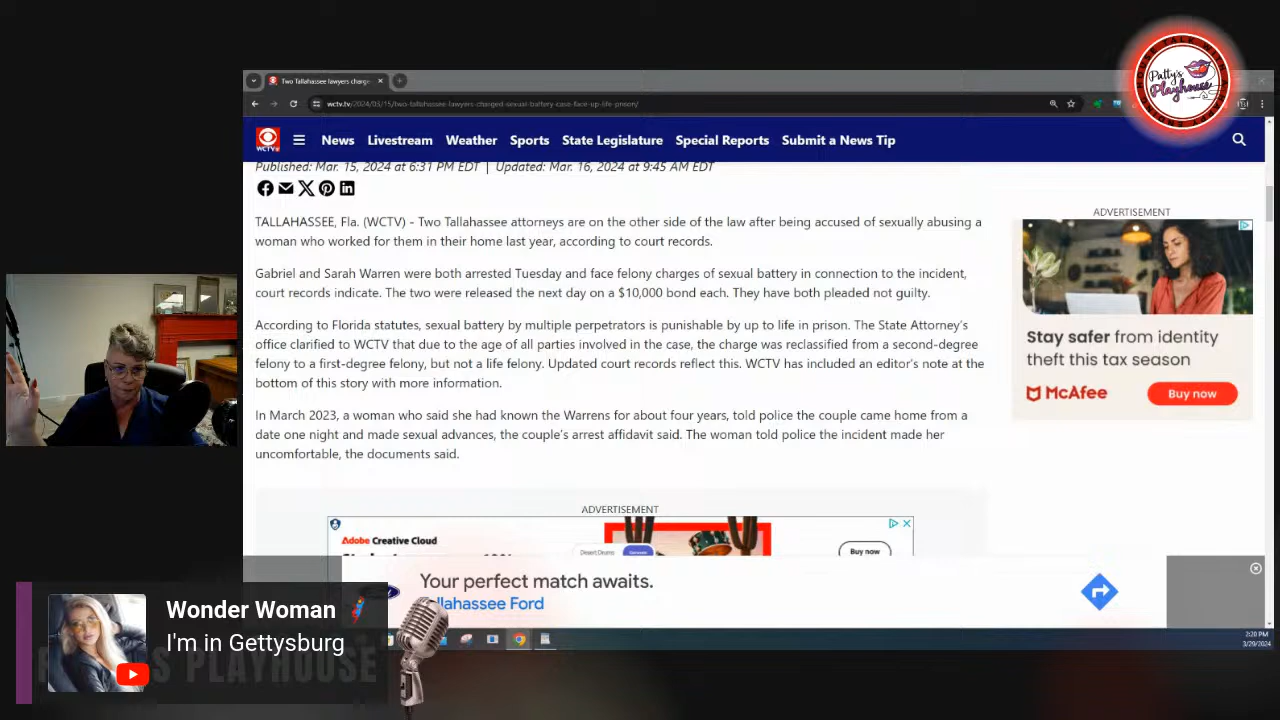 Two Tallahassee lawyers charge
wctv.tv/2024/03/15/two-tallahassee-lawyers-charged-sexual-battery-case-face-up-life-prison/
Patty's
Playhouse
WCTV
News Livestream Weather Sports State Legislature Special Reports Submit a News Tip
Published: Mar. 15, 2024 at 6:31 PM EDT | Updated: Mar. 16, 2024 at 9:45 AM EDT
TALLAHASSEE, Fla. (WCTV) - Two Tallahassee attorneys are on the other side of the law after being accused of sexually abusing a
woman who worked for them in their home last year, according to court records.
Gabriel and Sarah Warren were both arrested Tuesday and face felony charges of sexual battery in connection to the incident,
court records indicate. The two were released the next day on a $10,000 bond each. They have both pleaded not guilty.
According to Florida statutes, sexual battery by multiple perpetrators is punishable by up to life in prison. The State Attorney's
office clarified to WCTV that due to the age of all parties involved in the case, the charge was reclassified from a second-degree
felony to a first-degree felony, but not a life felony. Updated court records reflect this. WCTV has included an editor's note at the
bottom of this story with more information.
In March 2023, a woman who said she had known the Warrens for about four years, told police the couple came home from a
date one night and made sexual advances, the couple's arrest affidavit said. The woman told police the incident made her
uncomfortable, the documents said.
ADVERTISEMENT
Stay safer from identity
theft this tax season
McAfee
Buy now
ADVERTISEMENT
Adobe Creative Cloud
Desert Drums
Buy now
Your perfect match awaits.
llahassee Ford
Wonder Woman
I'm in Gettysburg
S PLAYHOUSE
2:20 PM
3/29/2024